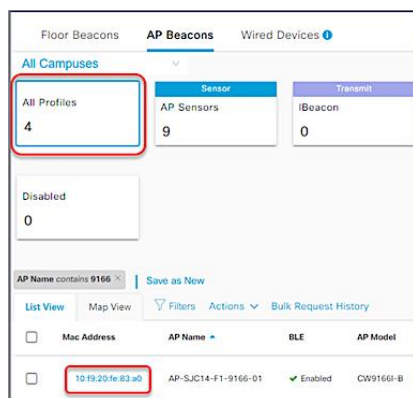 Floor Beacons AP Beacons Wired Devices
All Campuses
All Profiles
4
Sensor
AP Sensors
9
Transmit
IBeacon
0
Disabled
0
AP Name contains 9166 × Save as New
List View Map View Filters Actions Bulk Request History
Mac Address AP Name BLE AP Model
10:f9:20:fe:83:a0 AP-SJC14-F1-9166-01 Enabled CW9166I-B